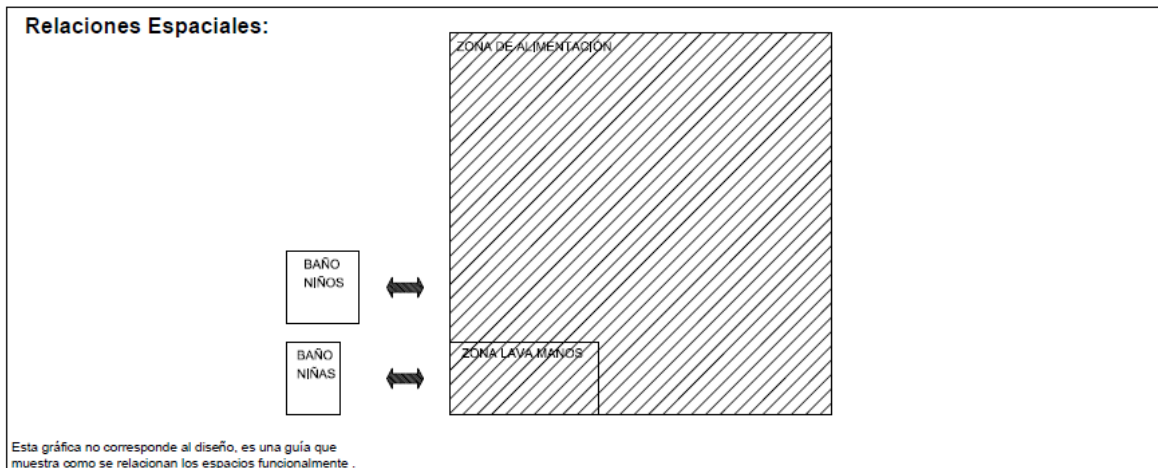 Relaciones Espaciales:
ZONA DE ALIMENTACIÓN
BAÑO
NIÑOS
BAÑO
NIÑAS
ZONA LAVA MANOS
Esta gráfica no corresponde al diseño, es una guía que
muestra como se relacionan los espacios funcionalmente .